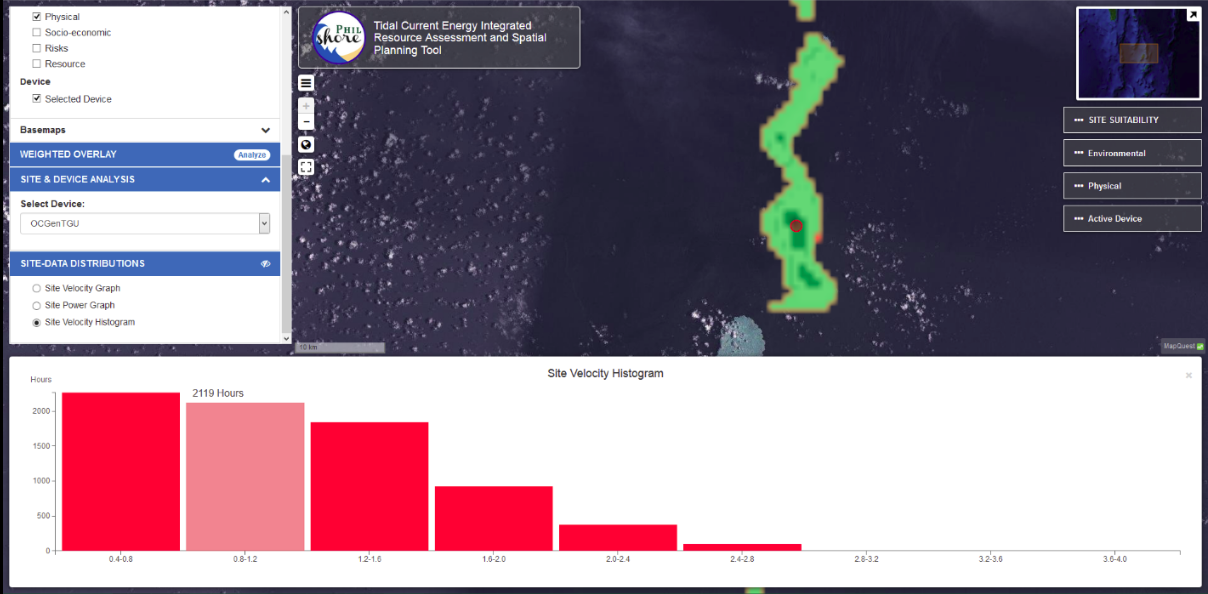 Physical
Socio-economic
Risks
Resource
Device
Selected Device
Basemaps
WEIGHTED OVERLAY
Analyze
SITE & DEVICE ANALYSIS
Select Device:
OCGenTGU
SITE-DATA DISTRIBUTIONS
Site Velocity Graph
Site Power Graph
Site Velocity Histogram
PHIL
shore
Tidal Current Energy Integrated
Resource Assessment and Spatial
Planning Tool
SITE SUITABILITY
Environmental
Physical
Active Device
10 km
MapQuest
Site Velocity Histogram
×
Hours
2119 Hours
2000
1500
1000
500
0
0.4-0.8
0.8-1.2
1.2-1.6
1.6-2.0
2.0-2.4
2.4-2.8
2.8-3.2
3.2-3.6
3.6-4.0